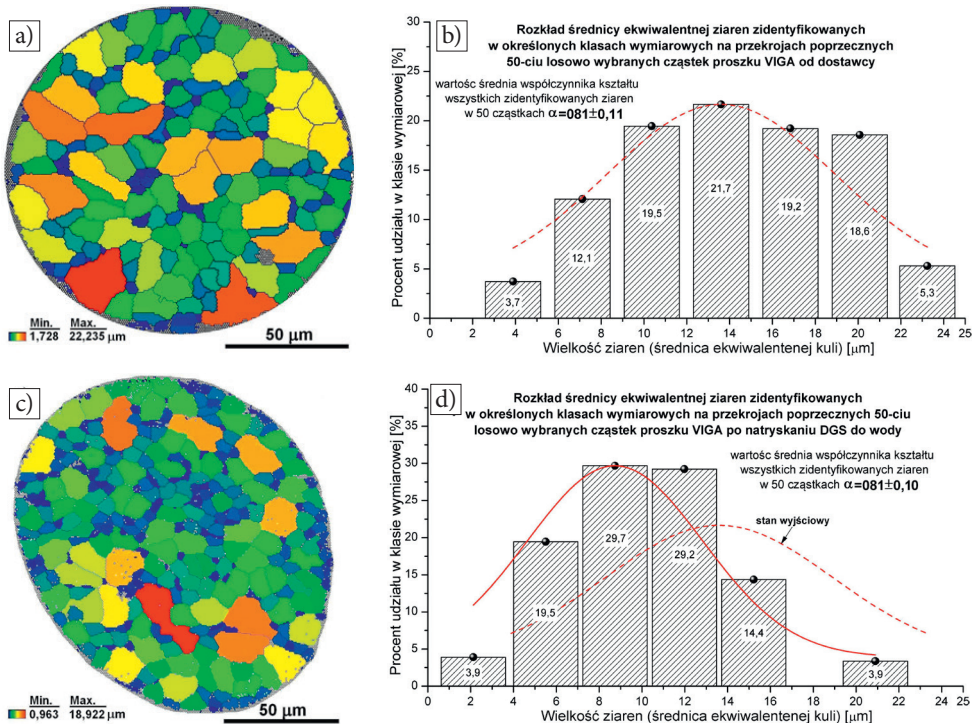 a)
Min. Max.
1,728 22,235 µm
50 µm
b)
Rozkład średnicy ekwiwalentnej ziaren zidentyfikowanych
w określonych klasach wymiarowych na przekrojach poprzecznych
50-ciu losowo wybranych cząstek proszku VIGA od dostawcy
wartość średnia współczynnika kształtu
wszystkich zidentyfikowanych ziaren
w 50 cząstkach α=081±0,11
Procent udziału w klasie wymiarowej [%]
30
25
20
15
10
5
0
3,7
12,1
19,5
21,7
19,2
18,6
5,3
0 2 4 6 8 10 12 14 16 18 20 22 24 25
Wielkość ziaren (średnica ekwiwalentenej kuli) [µm]
c)
Min. Max.
0,963 18,922 µm
50 µm
d)
Rozkład średnicy ekwiwalentnej ziaren zidentyfikowanych
w określonych klasach wymiarowych na przekrojach poprzecznych 50-ciu
losowo wybranych cząstek proszku VIGA po natryskaniu DGS do wody
wartość średnia współczynnika kształtu
wszystkich zidentyfikowanych ziaren
w 50 cząstkach α=081±0,10
stan wyjściowy
Procent udziału w klasie wymiarowej [%]
40
35
30
25
20
15
10
5
0
3,9
19,5
29,7
29,2
14,4
3,9
0 2 4 6 8 10 12 14 16 18 20 22 24 25
Wielkość ziaren (średnica ekwiwalentenej kuli) [µm]